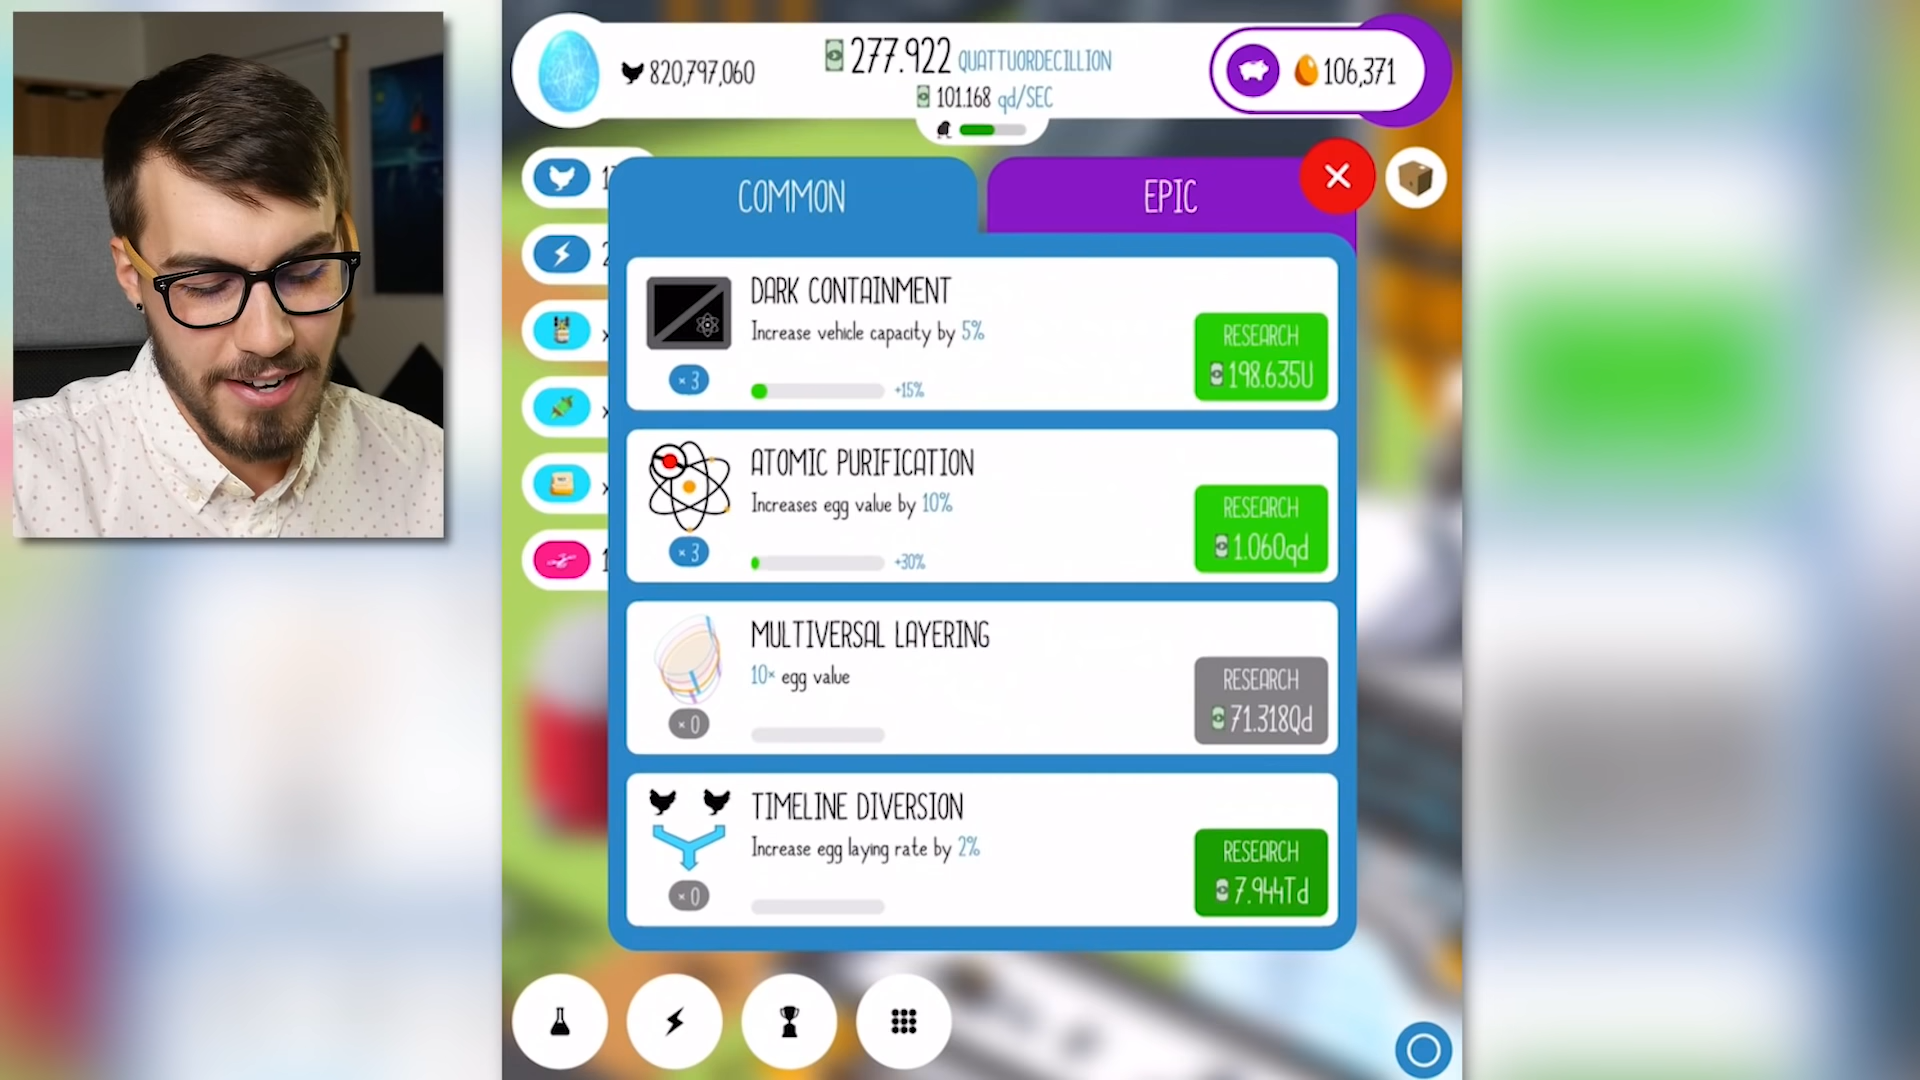 820,797,060
277.922 QUATTUORDECILLION
101.168 qd/SEC
106,371
COMMON
EPIC
DARK CONTAINMENT
Increase vehicle capacity by 5%
× 3
+15%
RESEARCH
198.635U
ATOMIC PURIFICATION
Increases egg value by 10%
× 3
+30%
RESEARCH
1.060qd
MULTIVERSAL LAYERING
10× egg value
× 0
RESEARCH
71.318Qd
TIMELINE DIVERSION
Increase egg laying rate by 2%
× 0
RESEARCH
7.944Td